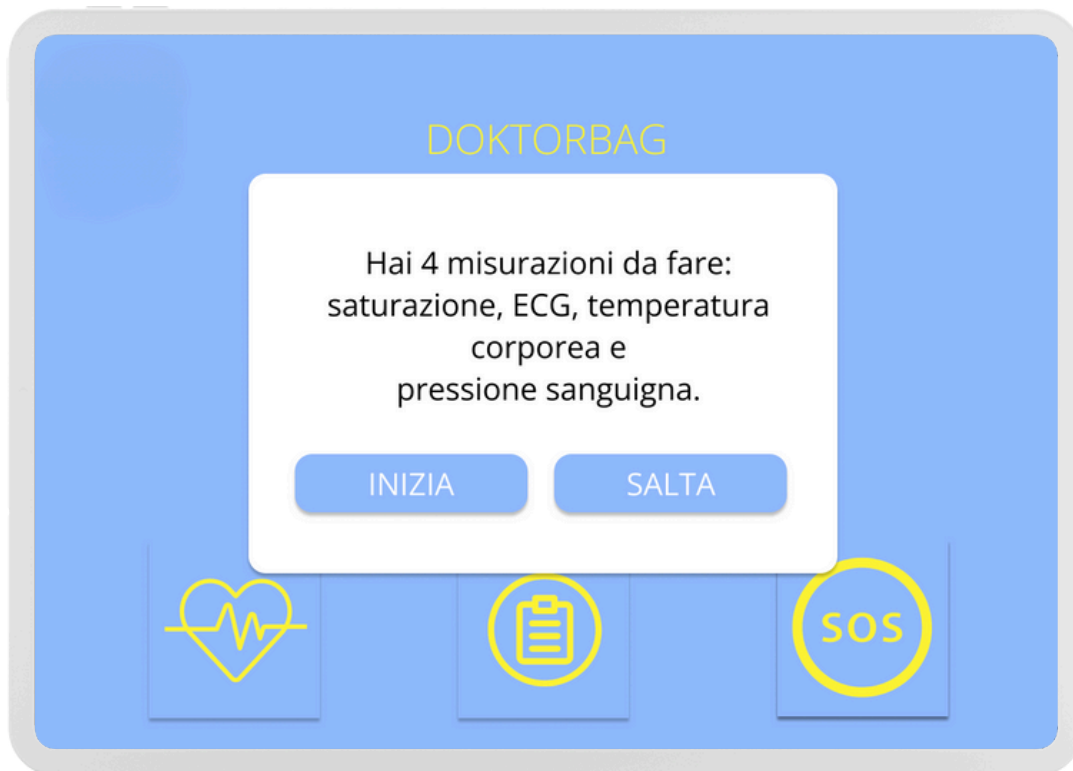 DOKTORBAG
Hai 4 misurazioni da fare:
saturazione, ECG, temperatura
corporea e
pressione sanguigna.
INIZIA SALTA
SOS